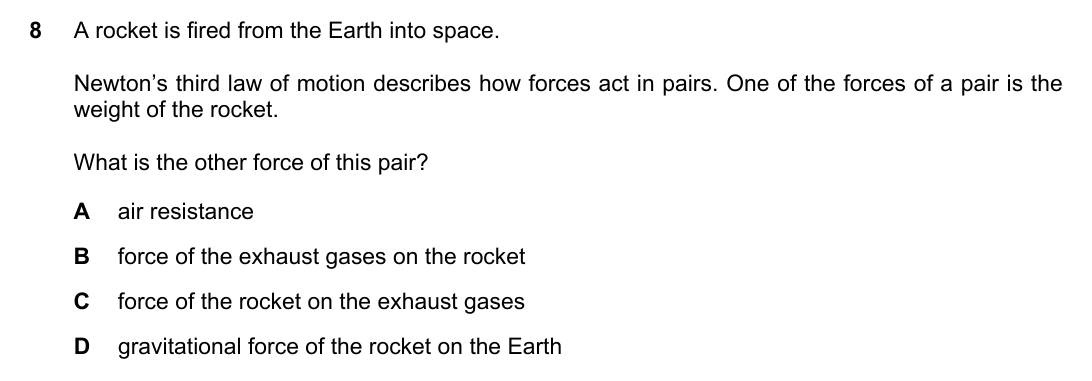 8 A rocket is fired from the Earth into space.
Newton's third law of motion describes how forces act in pairs. One of the forces of a pair is the
weight of the rocket.
What is the other force of this pair?
A air resistance
B force of the exhaust gases on the rocket
C force of the rocket on the exhaust gases
D gravitational force of the rocket on the Earth